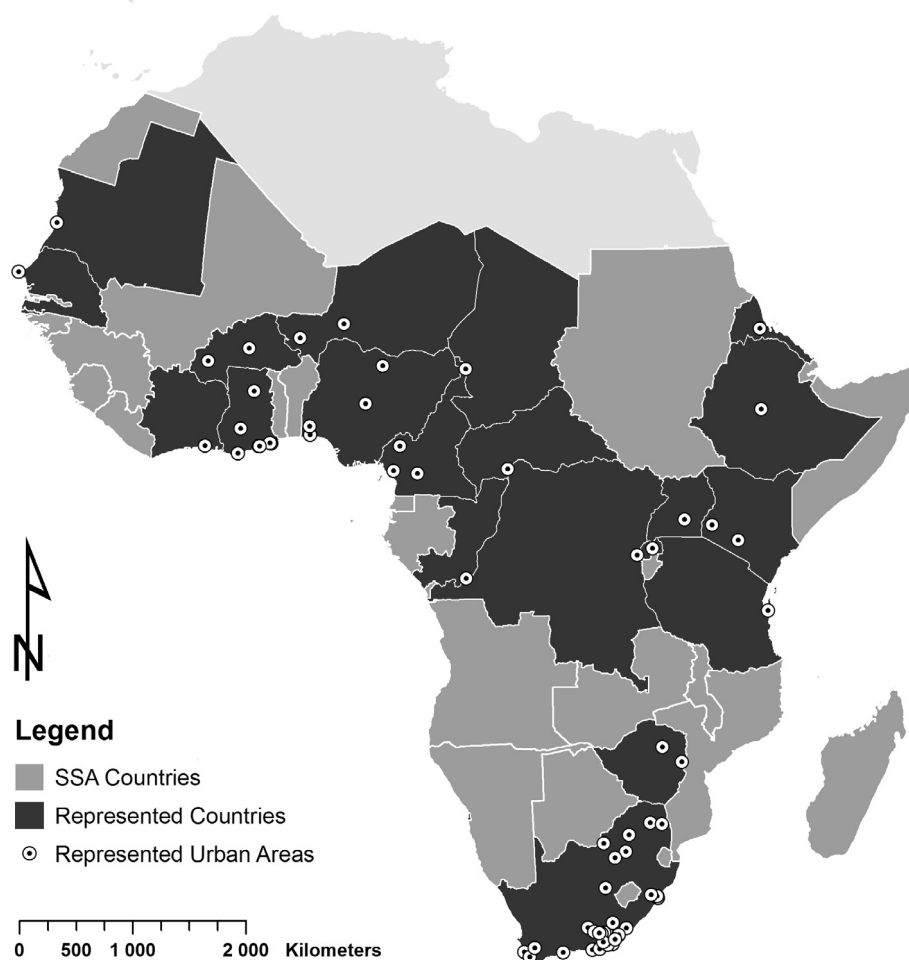 N
Legend
SSA Countries
Represented Countries
Represented Urban Areas
0 500 1 000 2 000 Kilometers